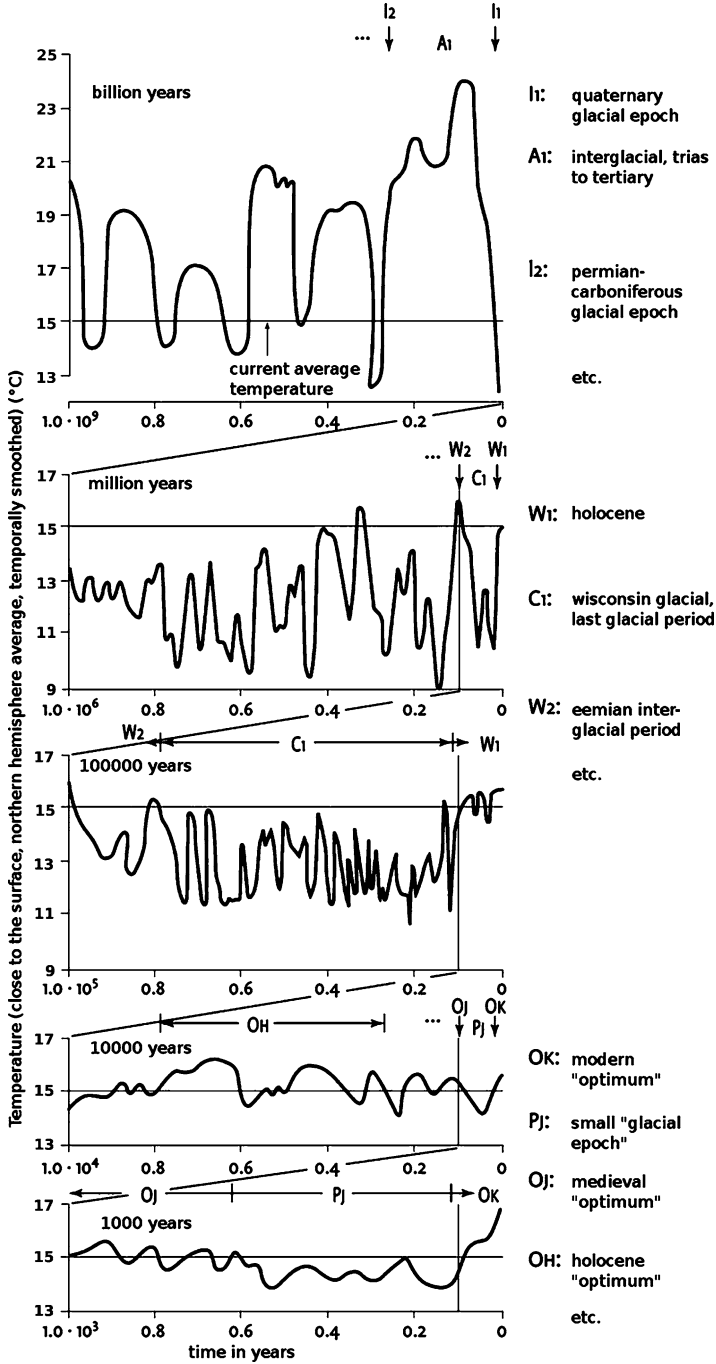 Temperature (close to the surface, northern hemisphere average, temporally smoothed) (°C)
I2 I1
... A1
25
23
21
19
17
15
13
billion years
current average
temperature
1.0 · 10⁹ 0.8 0.6 0.4 0.2 0
I1: quaternary
glacial epoch
A1: interglacial, trias
to tertiary
I2: permian-
carboniferous
glacial epoch
etc.
... W2 W1
C1
17
15
13
11
9
million years
1.0 · 10⁶ 0.8 0.6 0.4 0.2 0
W1: holocene
C1: wisconsin glacial,
last glacial period
W2: eemian inter-
glacial period
etc.
W2 C1 W1
17
15
13
11
9
100000 years
1.0 · 10⁵ 0.8 0.6 0.4 0.2 0
OJ OK
OH ... PJ
17
15
13
10000 years
1.0 · 10⁴ 0.8 0.6 0.4 0.2 0
OK: modern
"optimum"
PJ: small "glacial
epoch"
OJ: medieval
"optimum"
OH: holocene
"optimum"
etc.
OJ PJ OK
17
15
13
1000 years
1.0 · 10³ 0.8 0.6 0.4 0.2 0
time in years